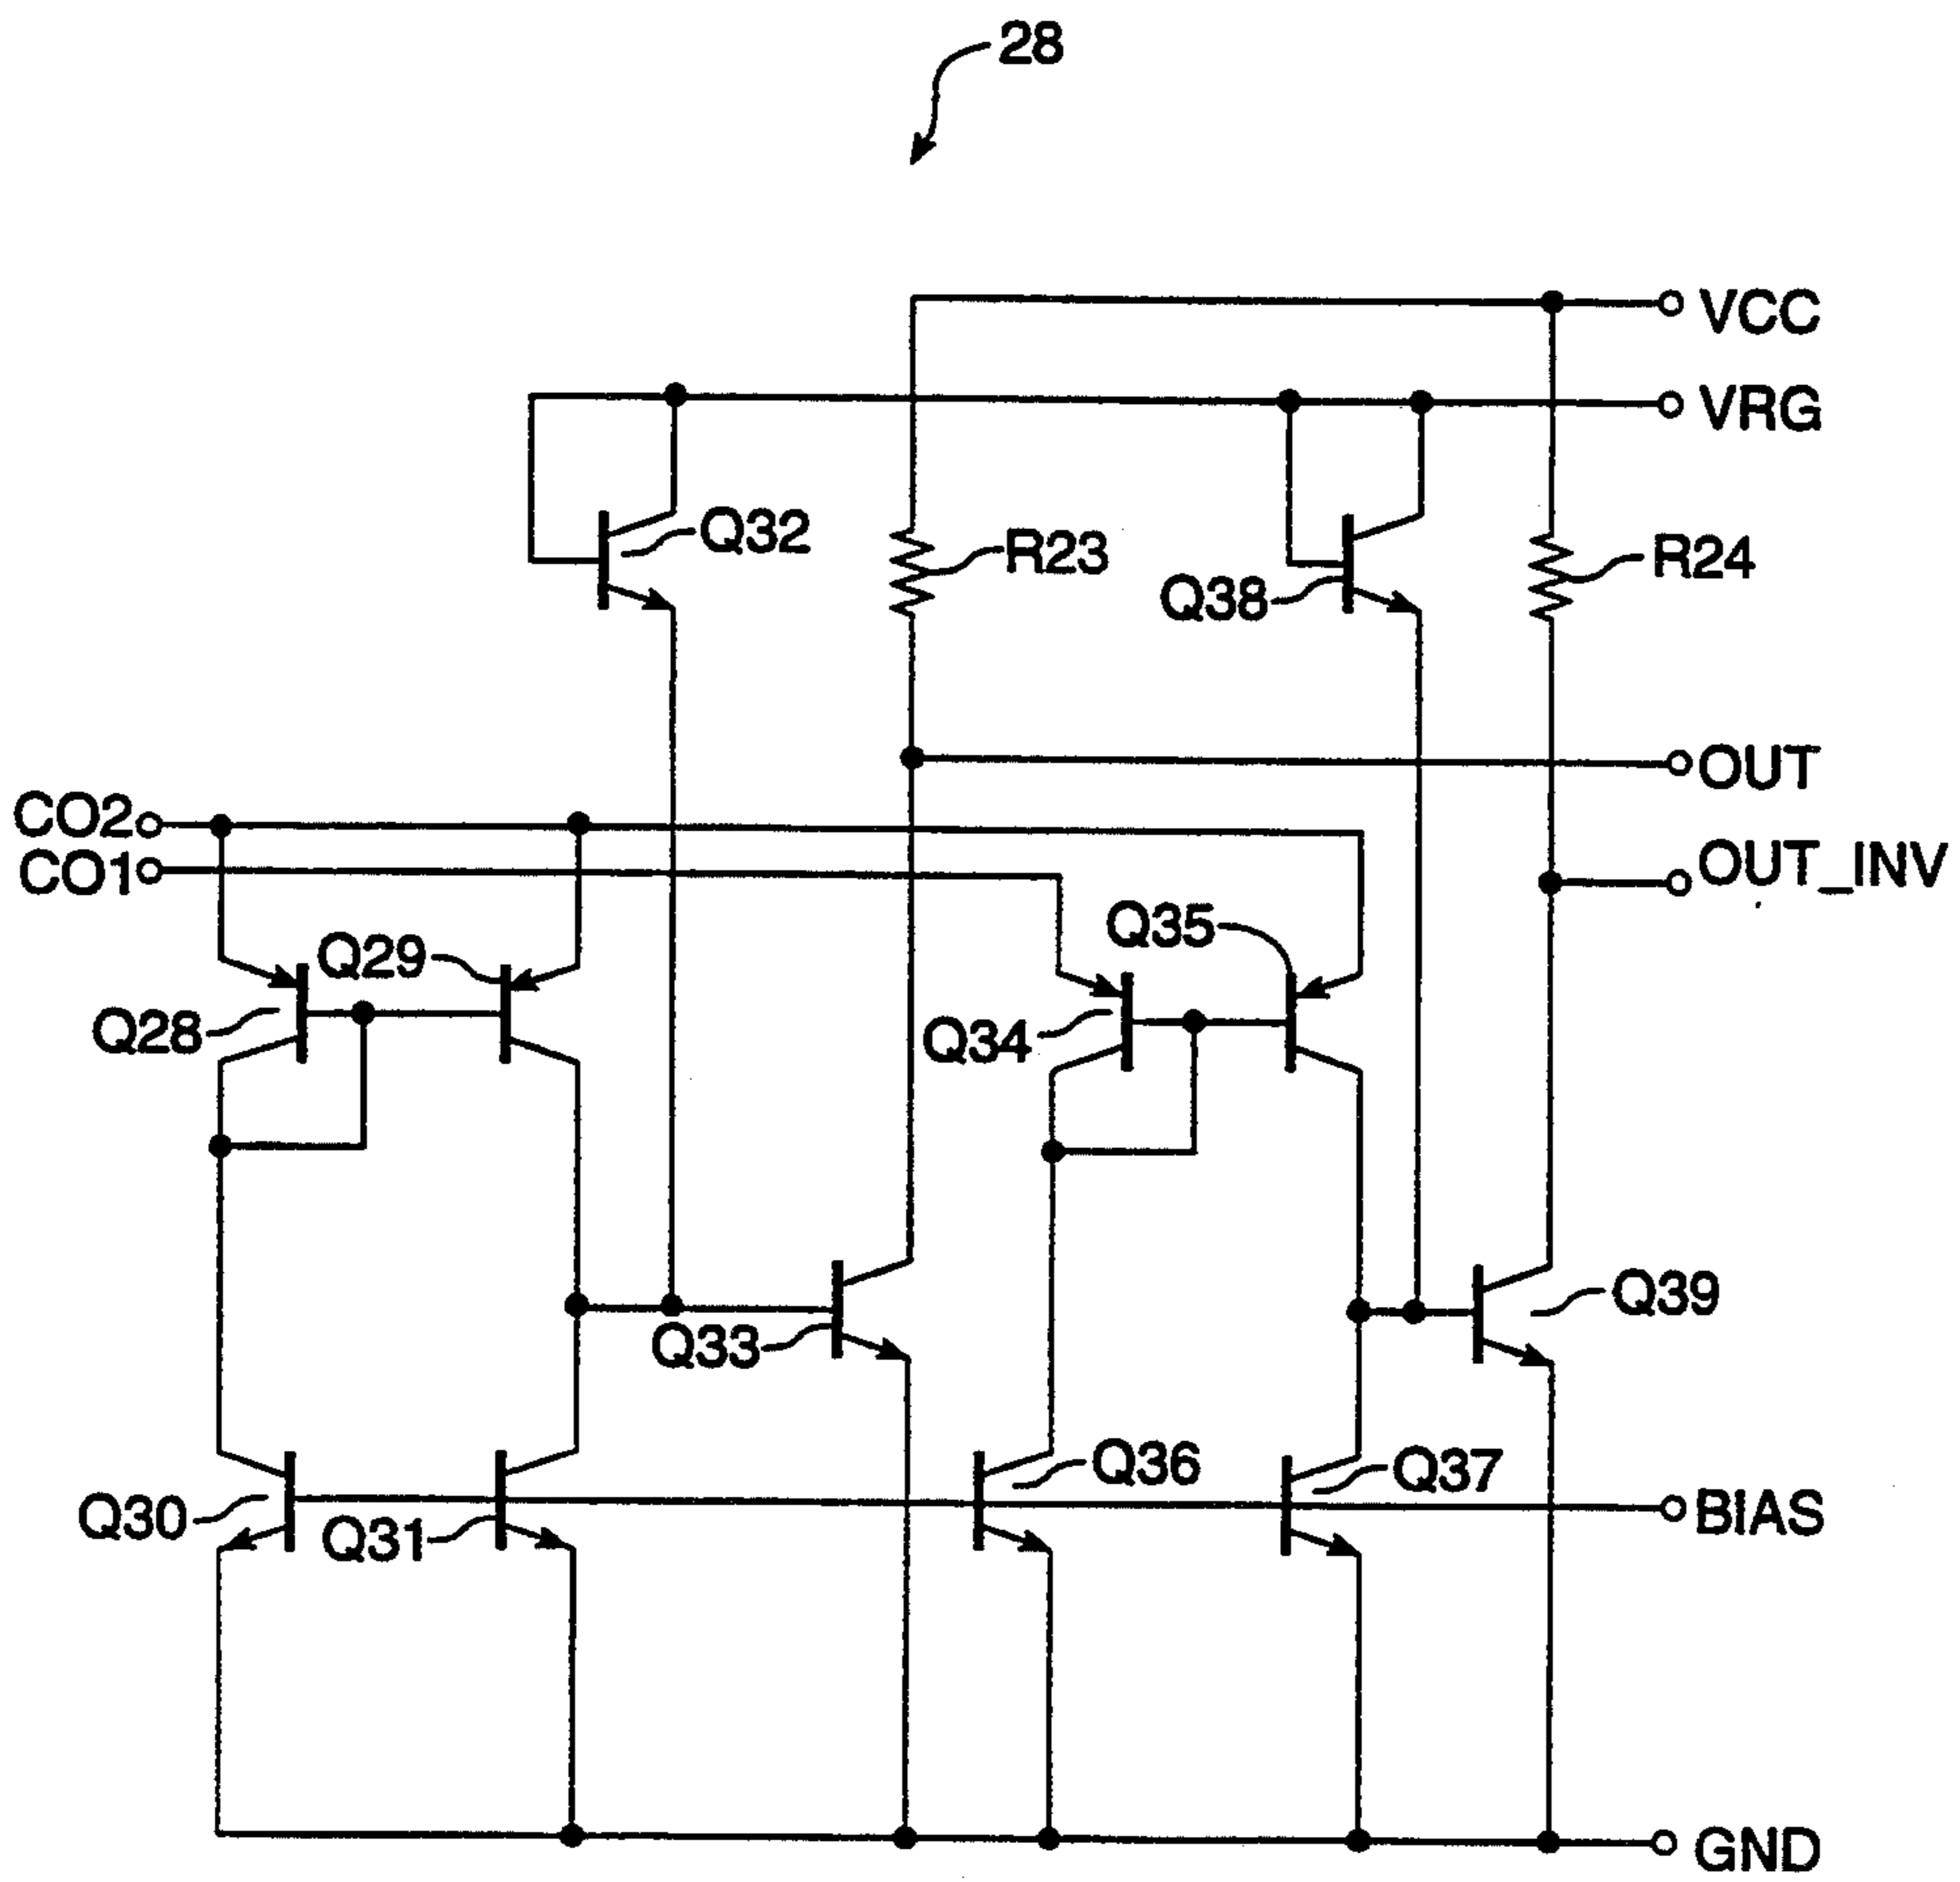 28
VCC
VRG
Q32
R23
Q38
R24
OUT
CO2
CO1
OUT_INV
Q29
Q35
Q28
Q34
Q33
Q39
Q36
Q37
Q30
Q31
BIAS
GND